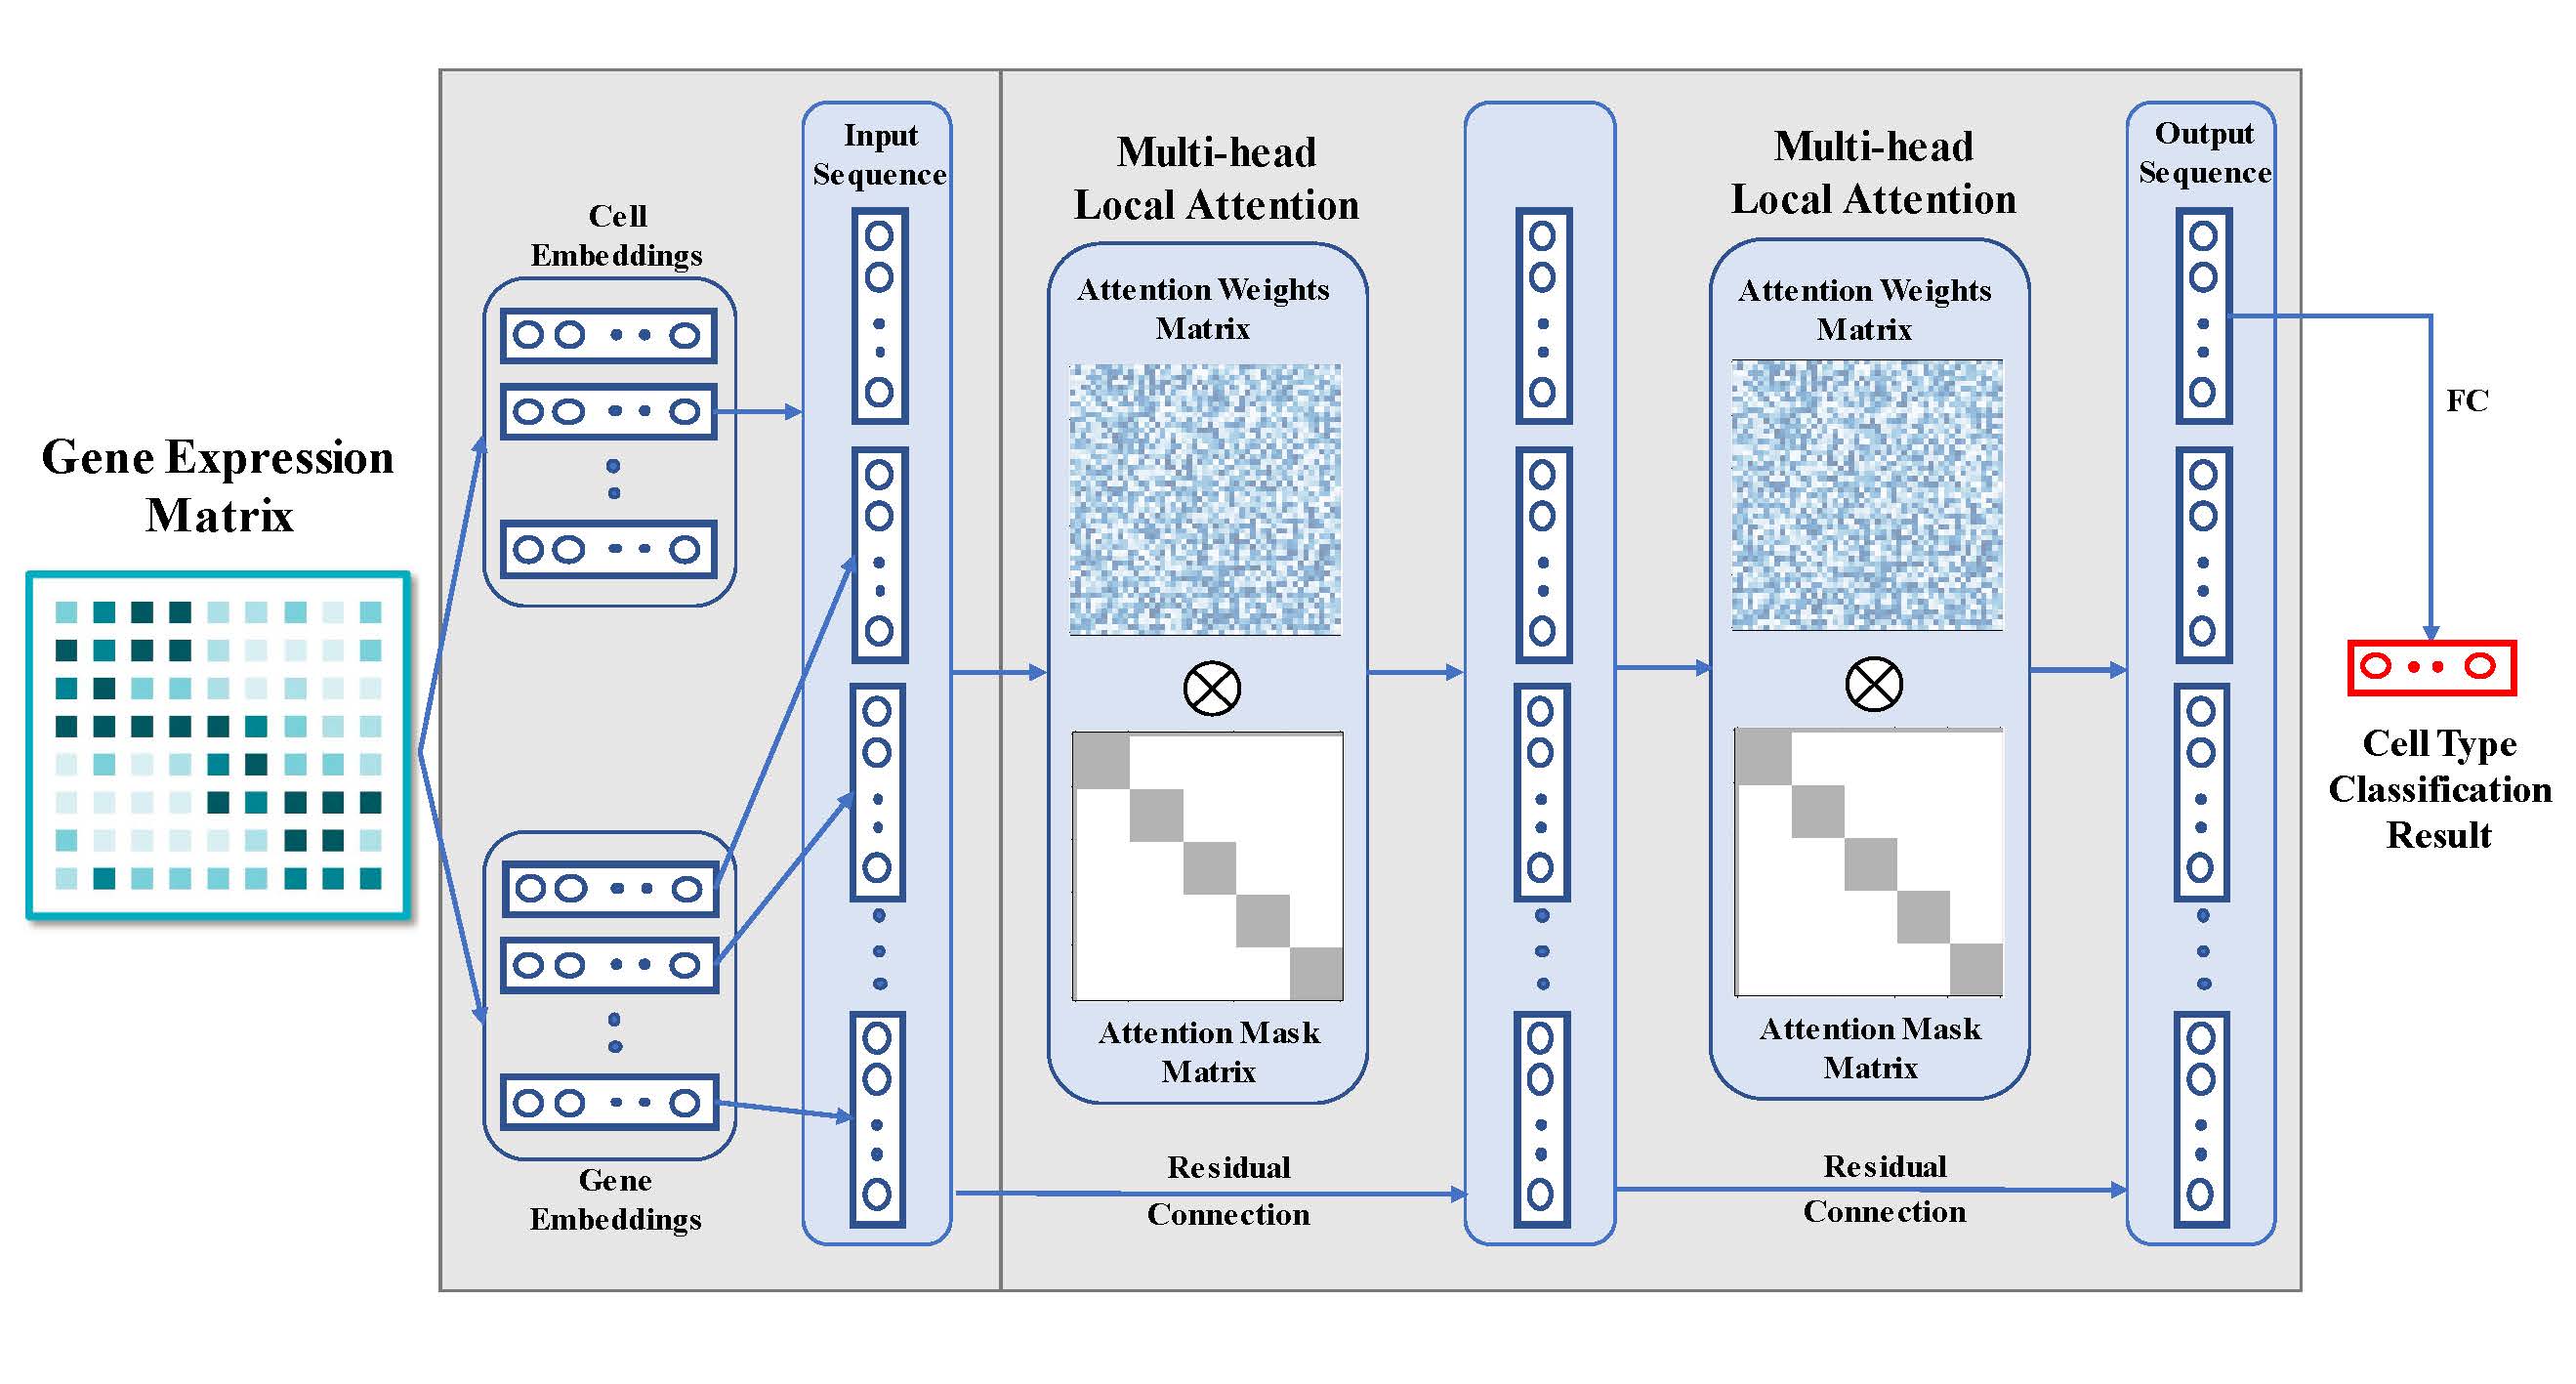 Gene Expression
Matrix
Cell
Embeddings
Gene
Embeddings
Input
Sequence
Multi-head
Local Attention
Attention Weights
Matrix
Attention Mask
Matrix
Residual
Connection
Multi-head
Local Attention
Attention Weights
Matrix
Attention Mask
Matrix
Residual
Connection
Output
Sequence
FC
Cell Type
Classification
Result